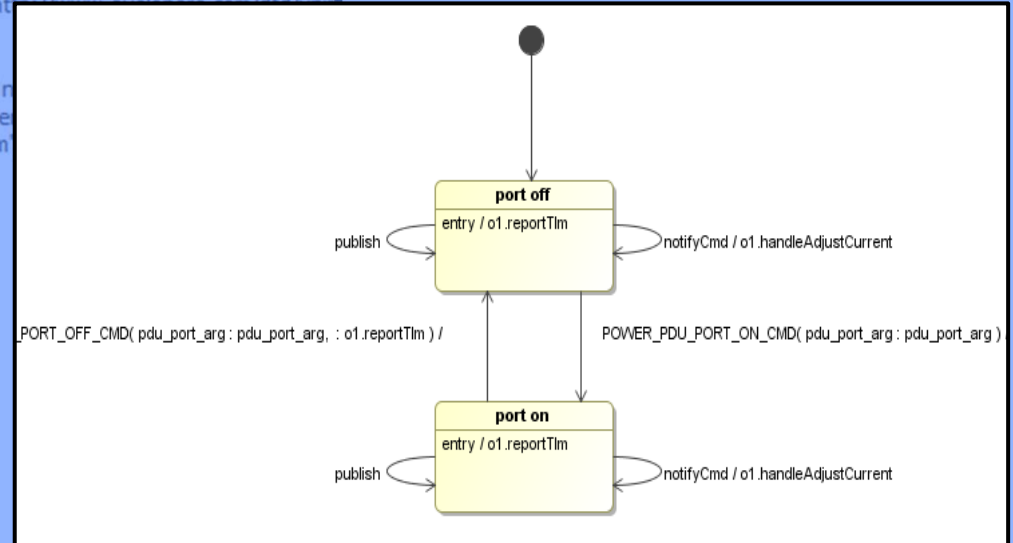 port off
entry / o1.reportTlm
publish
notifyCmd / o1.handleAdjustCurrent
_PORT_OFF_CMD( pdu_port_arg : pdu_port_arg, : o1.reportTlm ) /
POWER_PDU_PORT_ON_CMD( pdu_port_arg : pdu_port_arg ) /
port on
entry / o1.reportTlm
publish
notifyCmd / o1.handleAdjustCurrent